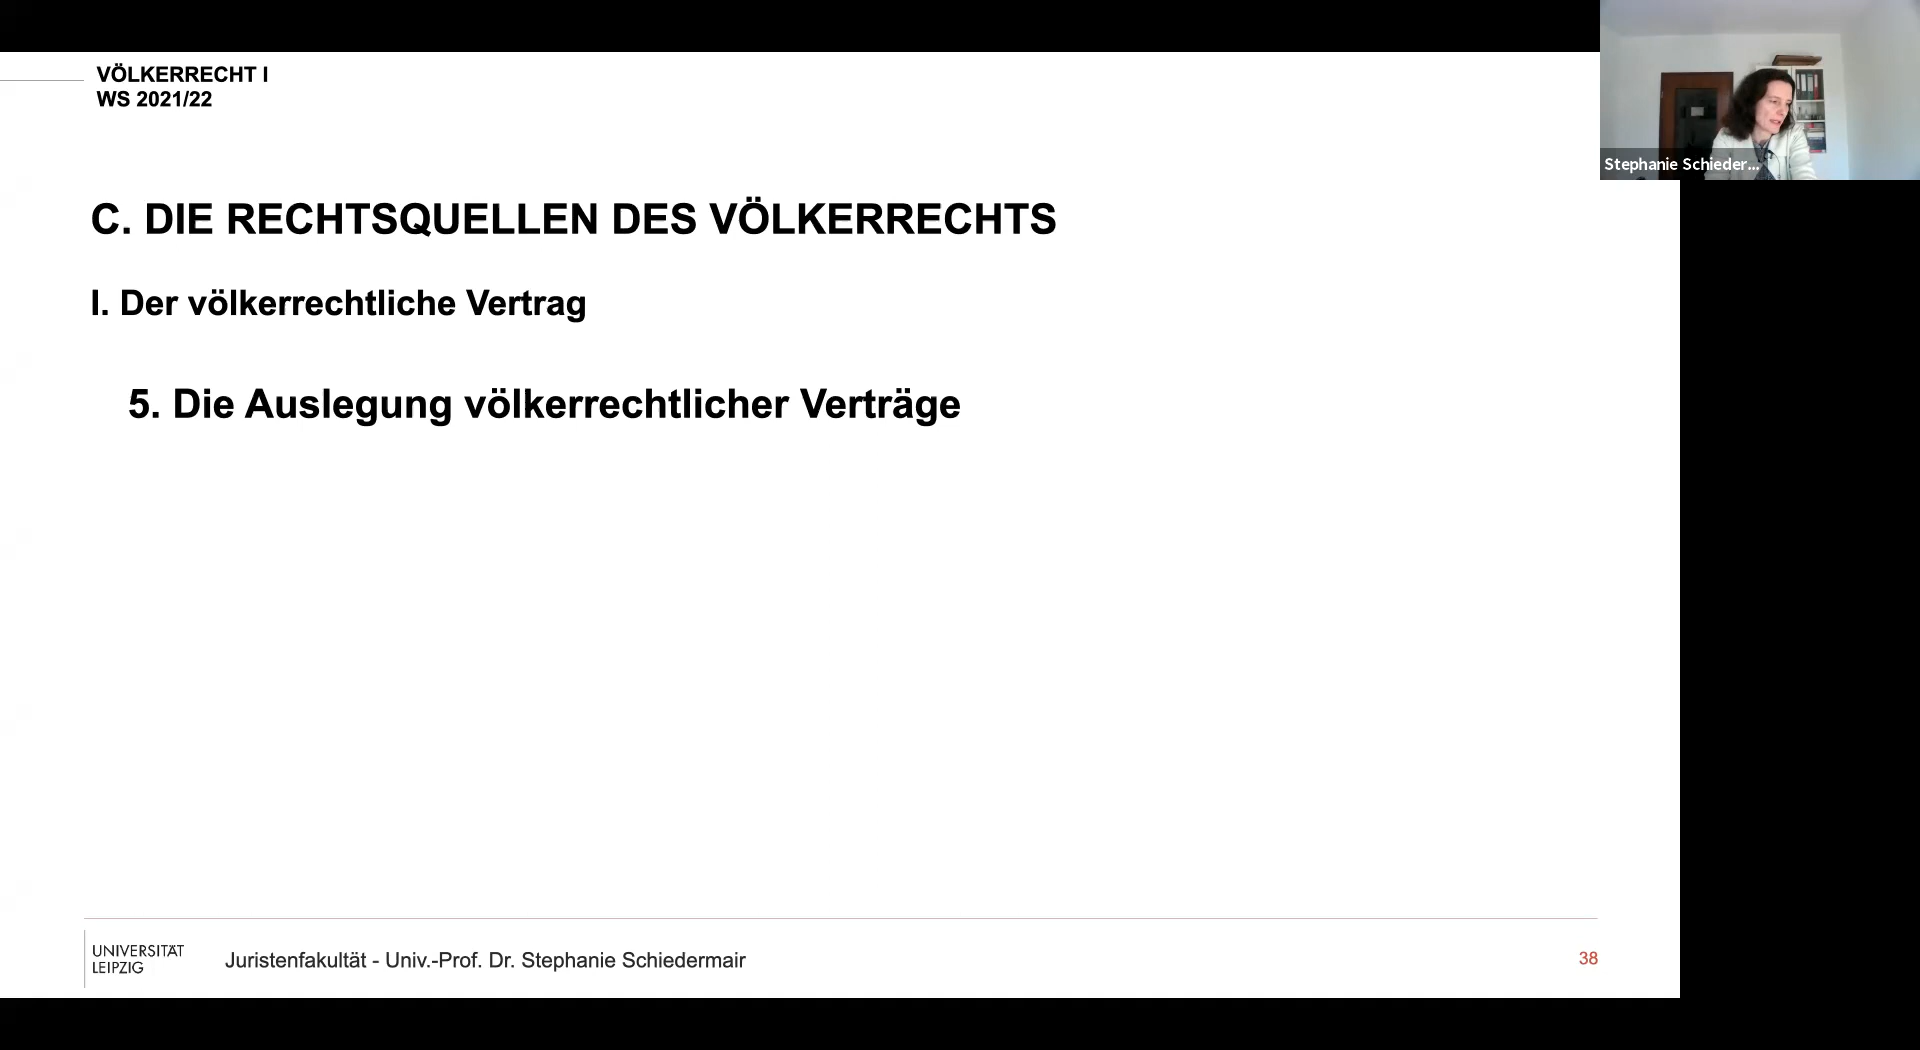 VÖLKERRECHT I
WS 2021/22
Stephanie Schieder...
C. DIE RECHTSQUELLEN DES VÖLKERRECHTS
I. Der völkerrechtliche Vertrag
5. Die Auslegung völkerrechtlicher Verträge
UNIVERSITÄT
LEIPZIG
Juristenfakultät - Univ.-Prof. Dr. Stephanie Schiedermair
38